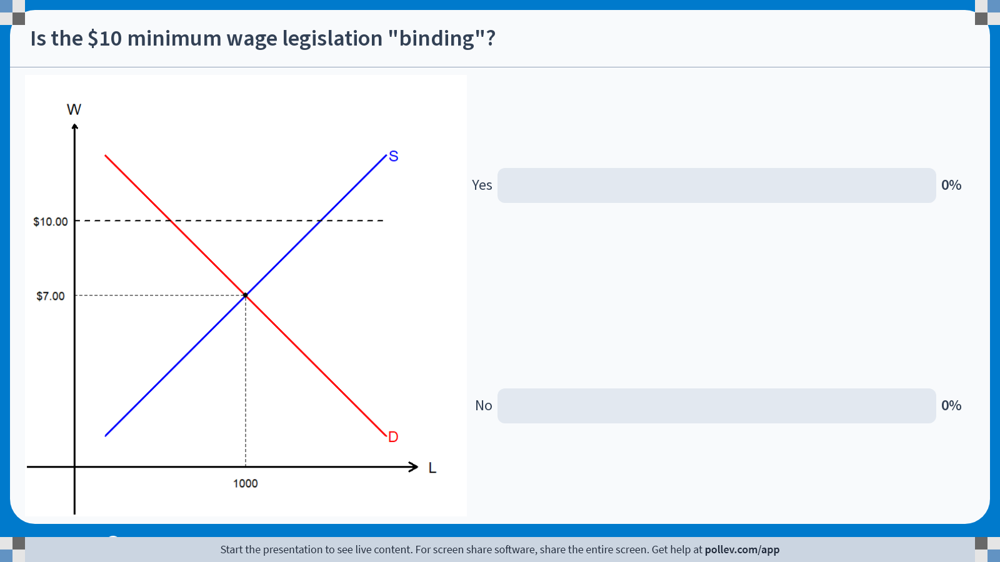 Is the $10 minimum wage legislation "binding"?
W
S
$10.00
$7.00
D
L
1000
Yes 0%
No 0%
Start the presentation to see live content. For screen share software, share the entire screen. Get help at pollev.com/app